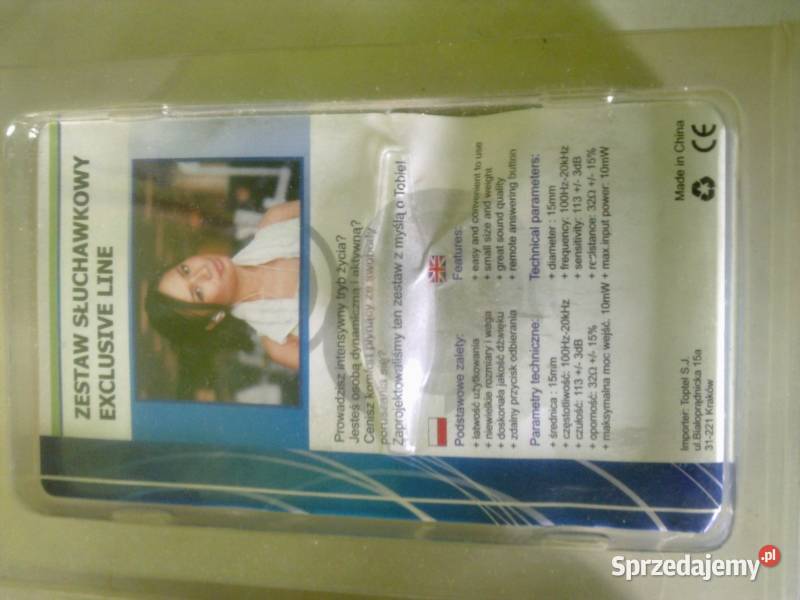 ZESTAW SŁUCHAWKOWY
EXCLUSIVE LINE
Prowadzisz intensywny tryb życia?
Jesteś osobą dynamiczną i aktywną?
Cenisz komfort płynący ze swobody
poruszania się?
Zaprojektowaliśmy ten zestaw z myślą o Tobie!
Podstawowe zalety:
+ łatwość użytkowania
+ niewielkie rozmiary i waga
+ doskonała jakość dźwięku
+ zdalny przycisk odbierania
Parametry techniczne:
+ średnica : 15mm
+ częstotliwość: 100Hz-20kHz
+ czułość: 113 +/- 3dB
+ oporność: 32Ω +/- 15%
+ maksymalna moc wejść. 10mW
Features:
+ easy and convenient to use
+ small size and weight
+ great sound quality
+ remote answering button
Technical parameters:
+ diameter : 15mm
+ frequency: 100Hz-20kHz
+ sensitivity: 113 +/- 3dB
+ resistance: 32Ω +/- 15%
+ max.input power: 10mW
Importer: Toptel S.J.
ul.Białoprądnicka 15a
31-221 Kraków
Made in China
CE
Sprzedajemy.pl